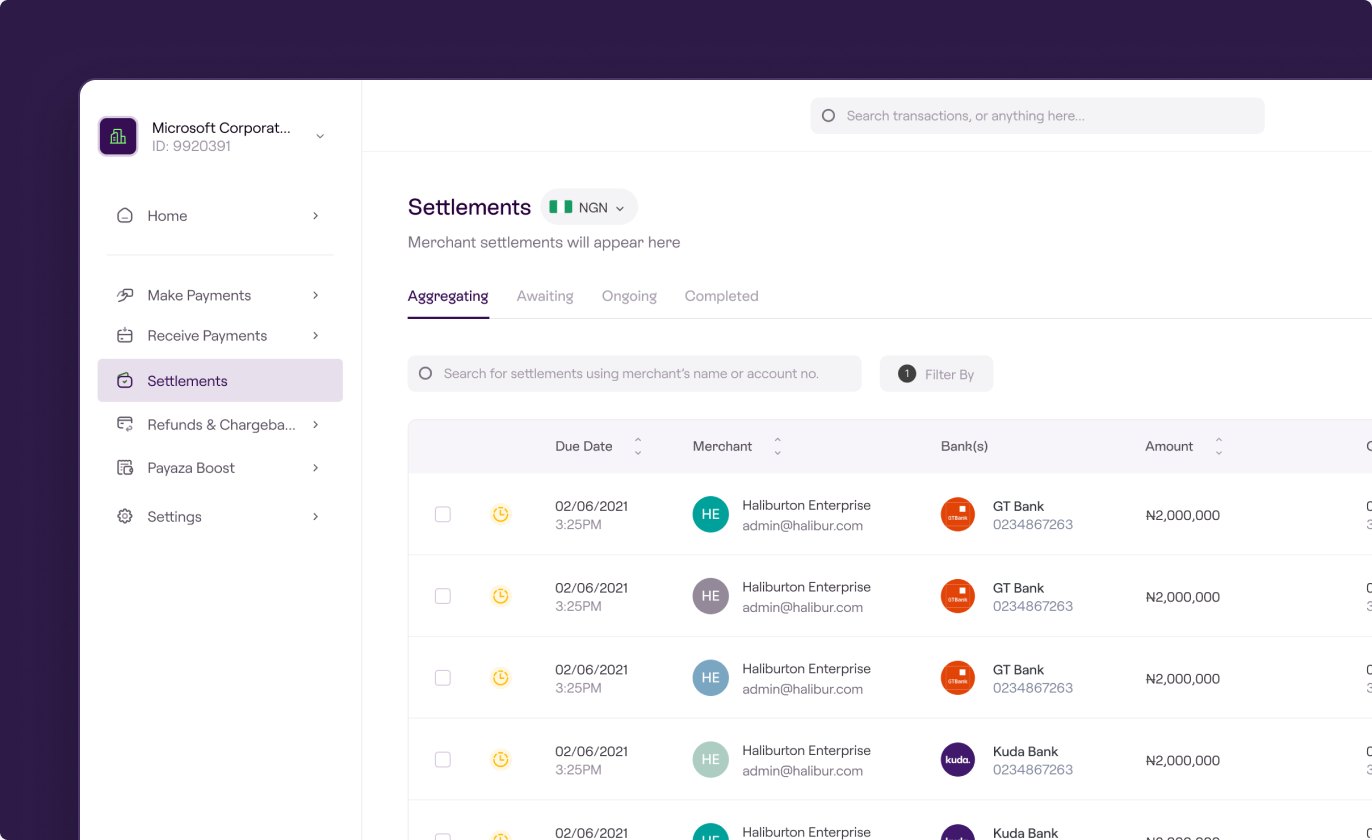 Microsoft Corporat...
ID: 9920391
Search transactions, or anything here...
Home
Make Payments
Receive Payments
Settlements
Refunds & Chargeba...
Payaza Boost
Settings
Settlements NGN
Merchant settlements will appear here
Aggregating Awaiting Ongoing Completed
Search for settlements using merchant's name or account no.
1 Filter By
Due Date Merchant Bank(s) Amount
02/06/2021 HE Haliburton Enterprise GTBank GT Bank
3:25PM admin@halibur.com 0234867263 ₦2,000,000
02/06/2021 HE Haliburton Enterprise GTBank GT Bank
3:25PM admin@halibur.com 0234867263 ₦2,000,000
02/06/2021 HE Haliburton Enterprise GTBank GT Bank
3:25PM admin@halibur.com 0234867263 ₦2,000,000
02/06/2021 HE Haliburton Enterprise kuda. Kuda Bank
3:25PM admin@halibur.com 0234867263 ₦2,000,000
02/06/2021 HE Haliburton Enterprise Kuda Bank